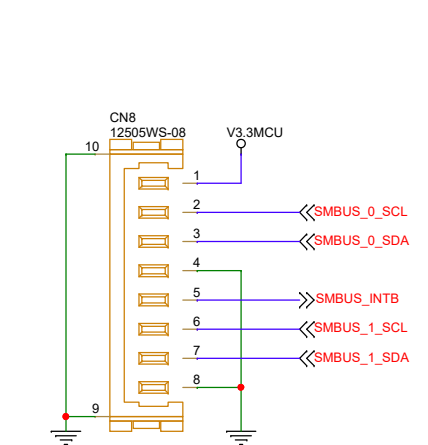 CN8
12505WS-08
V3.3MCU
10
1
2
SMBUS_0_SCL
3
SMBUS_0_SDA
4
5
SMBUS_INTB
6
SMBUS_1_SCL
7
SMBUS_1_SDA
8
9